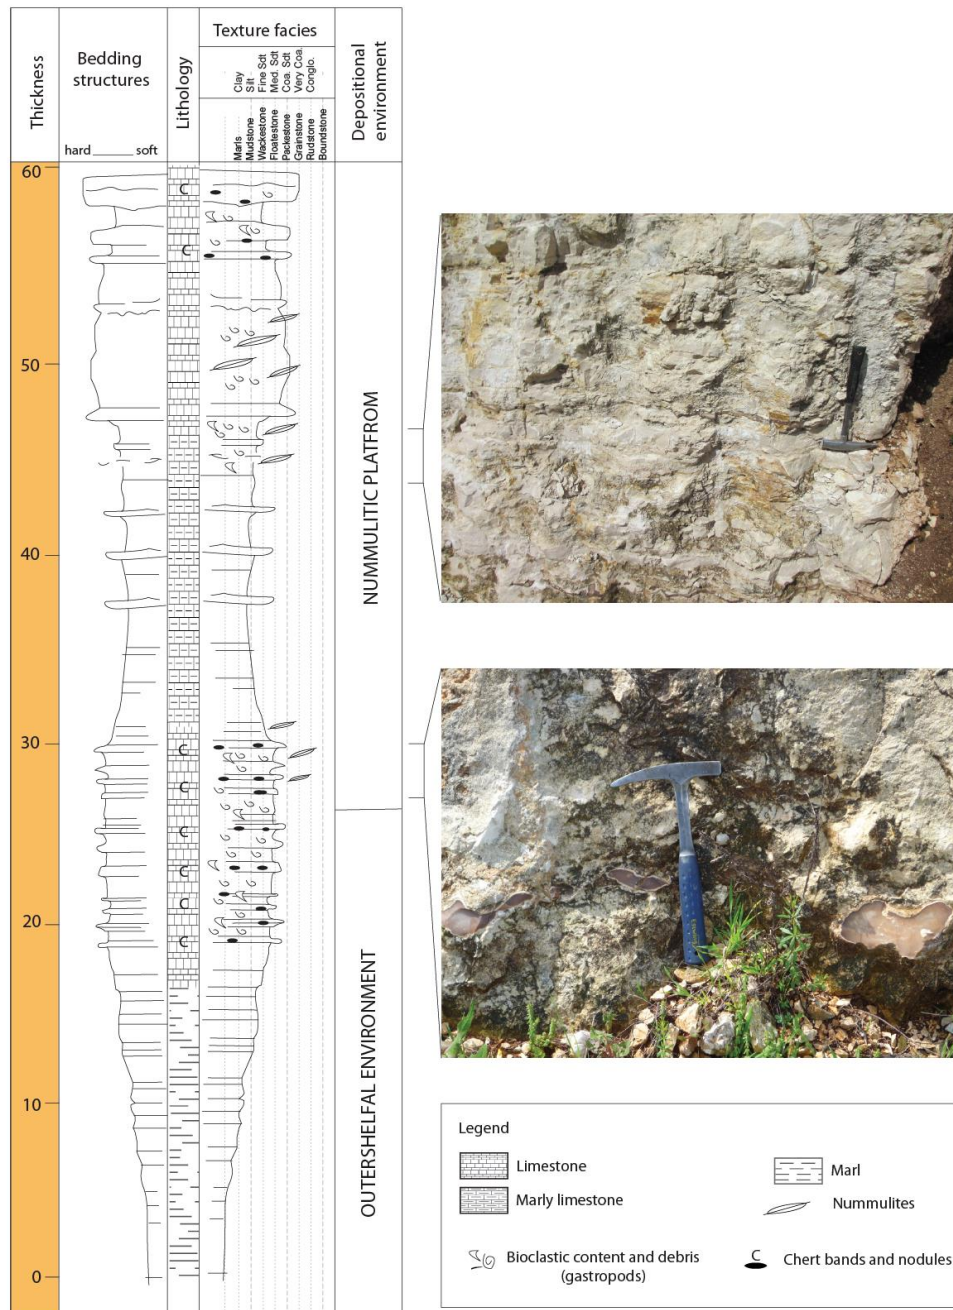 Thickness
Bedding
structures
hard ____ soft
Lithology
Texture facies
Clay
Silt
Fine Sdt
Med. Sdt
Coa. Sdt
Very Coa.
Conglo.
Marls
Mudstone
Wackestone
Floatestone
Packestone
Grainstone
Rudstone
Boundstone
Depositional
environment
60
50
40
30
20
10
0
C
C
C
C
C
C
C
C
NUMMULITIC PLATFROM
OUTERSHELFAL ENVIRONMENT
Legend
Limestone
Marly limestone
Marl
Nummulites
Bioclastic content and debris
(gastropods)
C
Chert bands and nodules